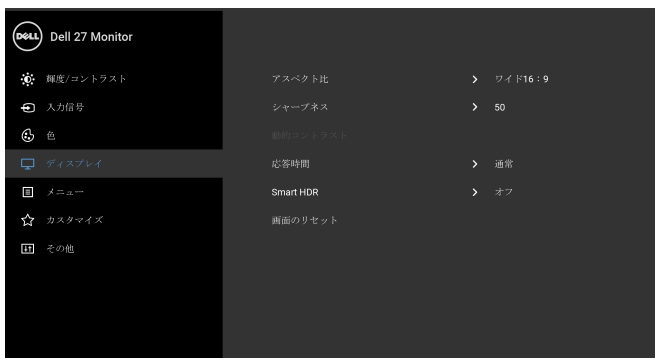 DELL
Dell 27 Monitor
輝度/コントラスト
入力信号
色
ディスプレイ
メニュー
カスタマイズ
その他
アスペクト比 ワイド16:9
シャープネス 50
動的コントラスト
応答時間 通常
Smart HDR オフ
画面のリセット